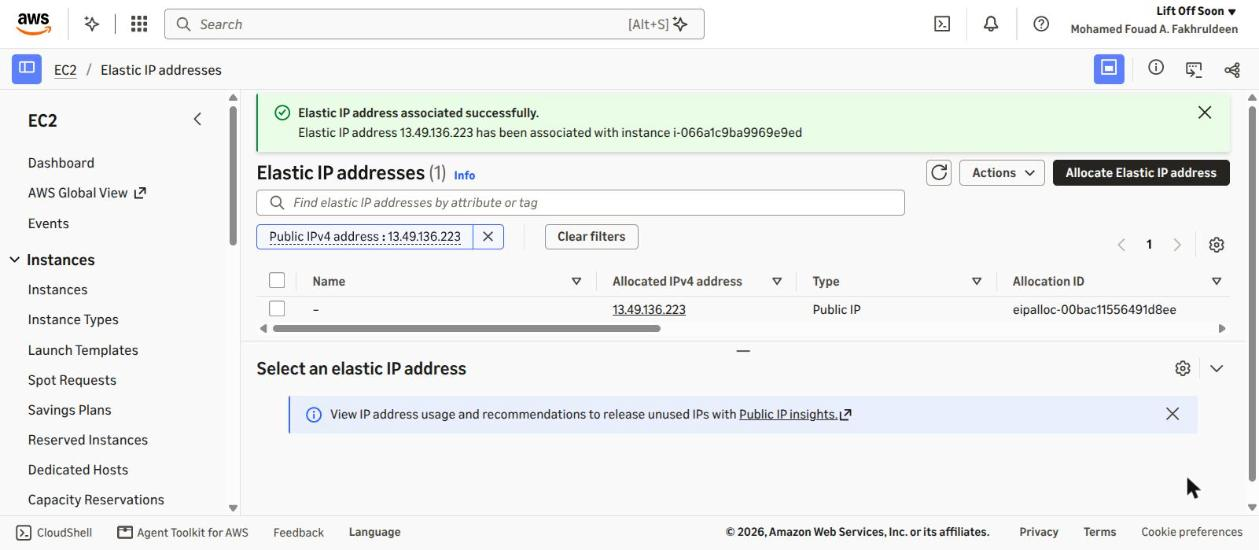 aws
Search [Alt+S]
Lift Off Soon
Mohamed Fouad A. Fakhruldeen
EC2 / Elastic IP addresses
EC2
Dashboard
AWS Global View
Events
Instances
Instances
Instance Types
Launch Templates
Spot Requests
Savings Plans
Reserved Instances
Dedicated Hosts
Capacity Reservations
Elastic IP address associated successfully.
Elastic IP address 13.49.136.223 has been associated with instance i-066a1c9ba9969e9ed
Elastic IP addresses (1) Info
Actions
Allocate Elastic IP address
Find elastic IP addresses by attribute or tag
Public IPv4 address : 13.49.136.223
Clear filters
1
Name Allocated IPv4 address Type Allocation ID
– 13.49.136.223 Public IP eipalloc-00bac11556491d8ee
Select an elastic IP address
View IP address usage and recommendations to release unused IPs with Public IP insights.
CloudShell Agent Toolkit for AWS Feedback Language © 2026, Amazon Web Services, Inc. or its affiliates. Privacy Terms Cookie preferences